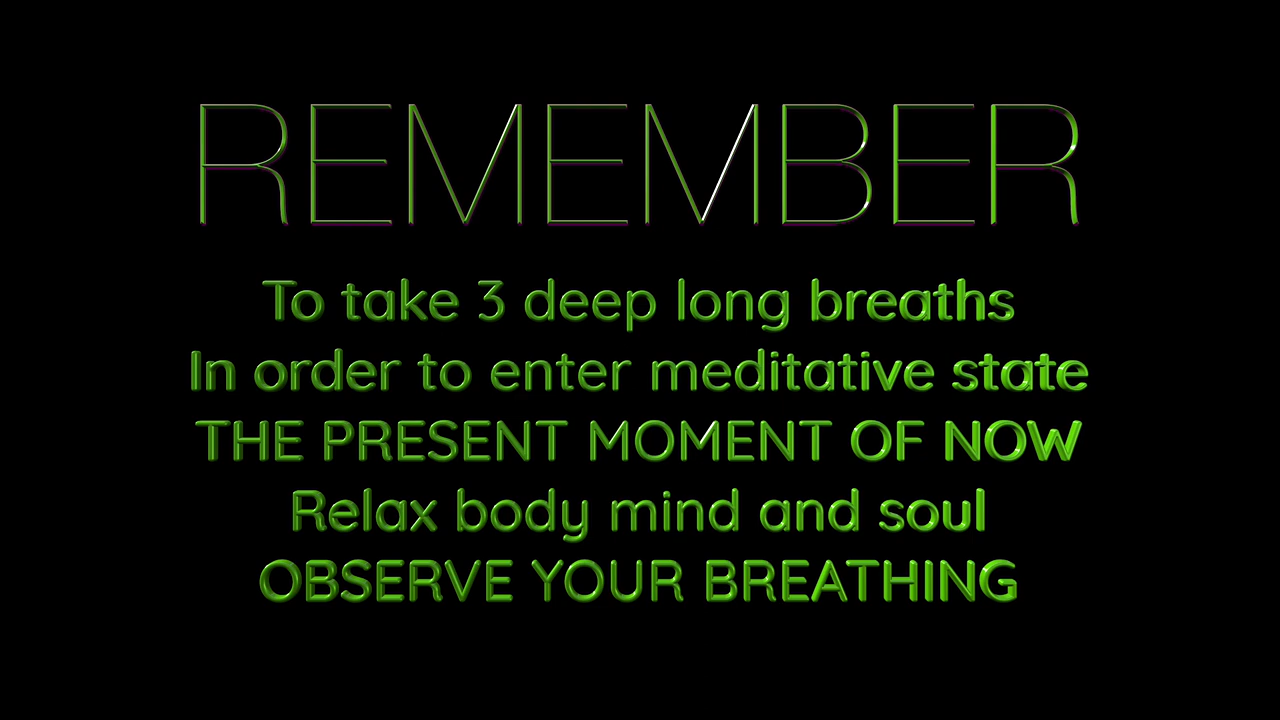 REMEMBER
To take 3 deep long breaths
In order to enter meditative state
THE PRESENT MOMENT OF NOW
Relax body mind and soul
OBSERVE YOUR BREATHING